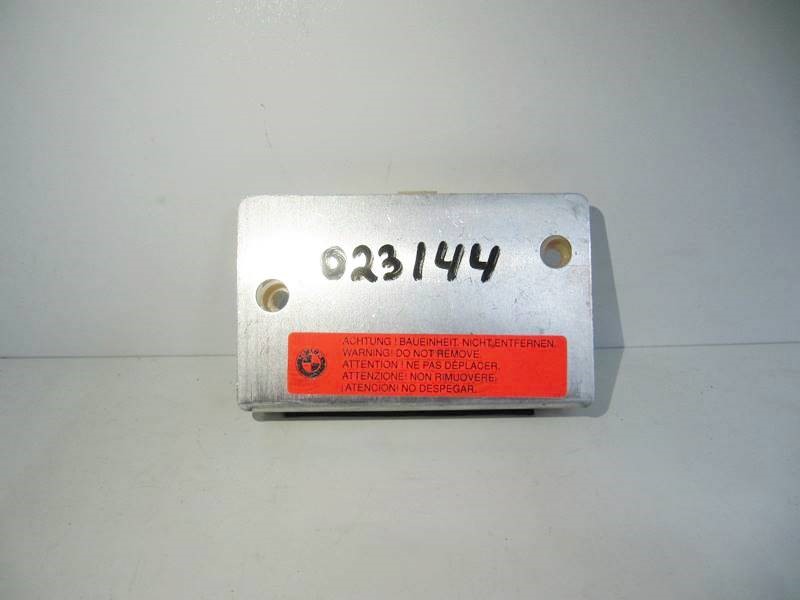 023144
ACHTUNG! BAUEINHEIT. NICHT ENTFERNEN.
WARNING! DO NOT REMOVE.
ATTENTION! NE PAS DÉPLACER.
ATTENZIONE! NON RIMUOVERE!
¡ATENCION! NO DESPEGAR.